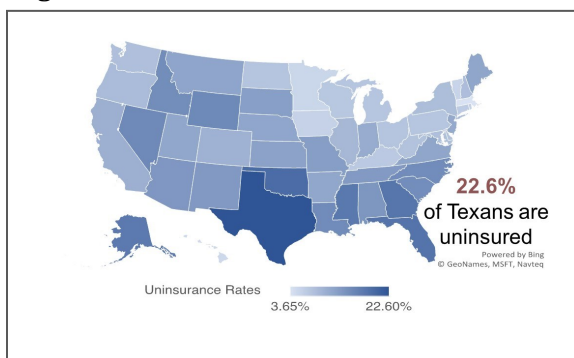 22.6%
of Texans are
uninsured
Powered by Bing
© GeoNames, MSFT, Navteq
Uninsurance Rates
3.65%
22.60%